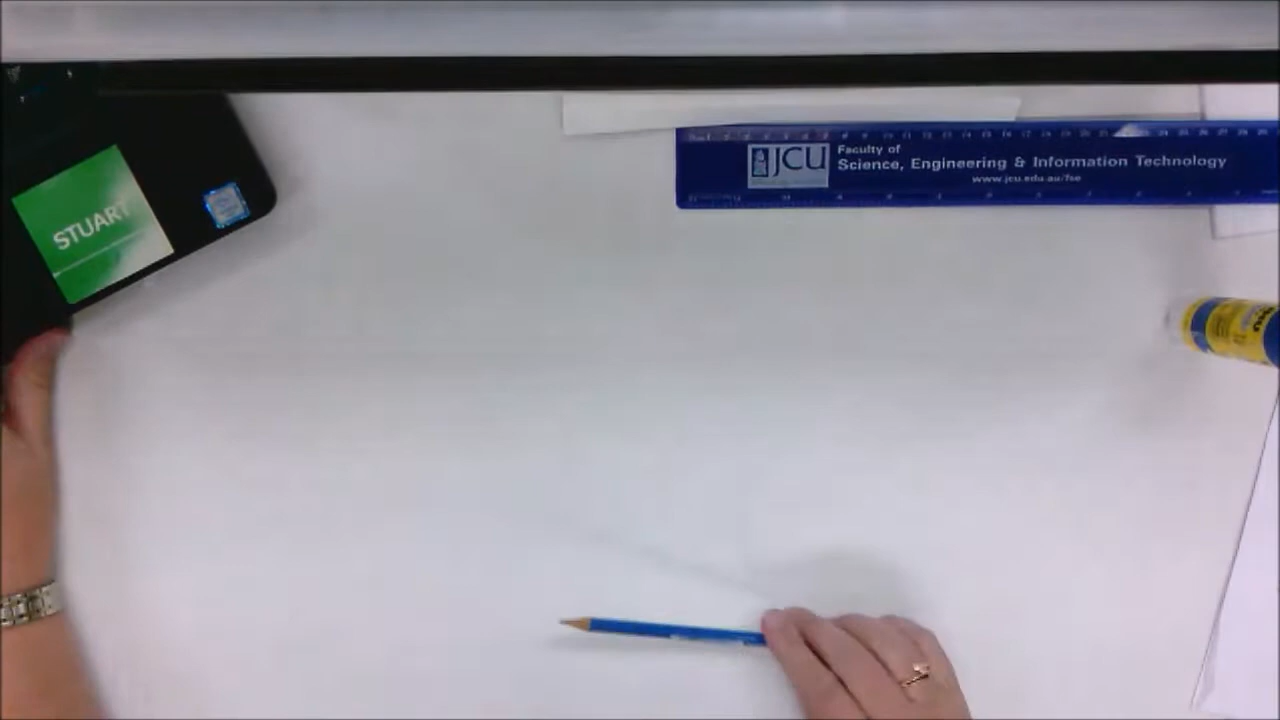 STUART
JCU
Faculty of
Science, Engineering & Information Technology
www.jcu.edu.au/fse